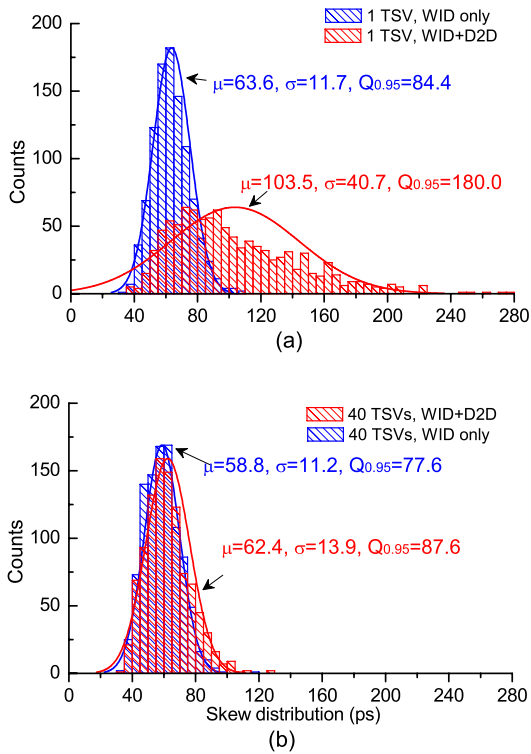 (a)
1 TSV, WID only
1 TSV, WID+D2D
μ=63.6, σ=11.7, Q0.95=84.4
μ=103.5, σ=40.7, Q0.95=180.0
Counts
200
150
100
50
0
0 40 80 120 160 200 240 280
(a)
200
150
100
50
0
Counts
40 TSVs, WID+D2D
40 TSVs, WID only
μ=58.8, σ=11.2, Q0.95=77.6
μ=62.4, σ=13.9, Q0.95=87.6
0 40 80 120 160 200 240 280
Skew distribution (ps)
(b)